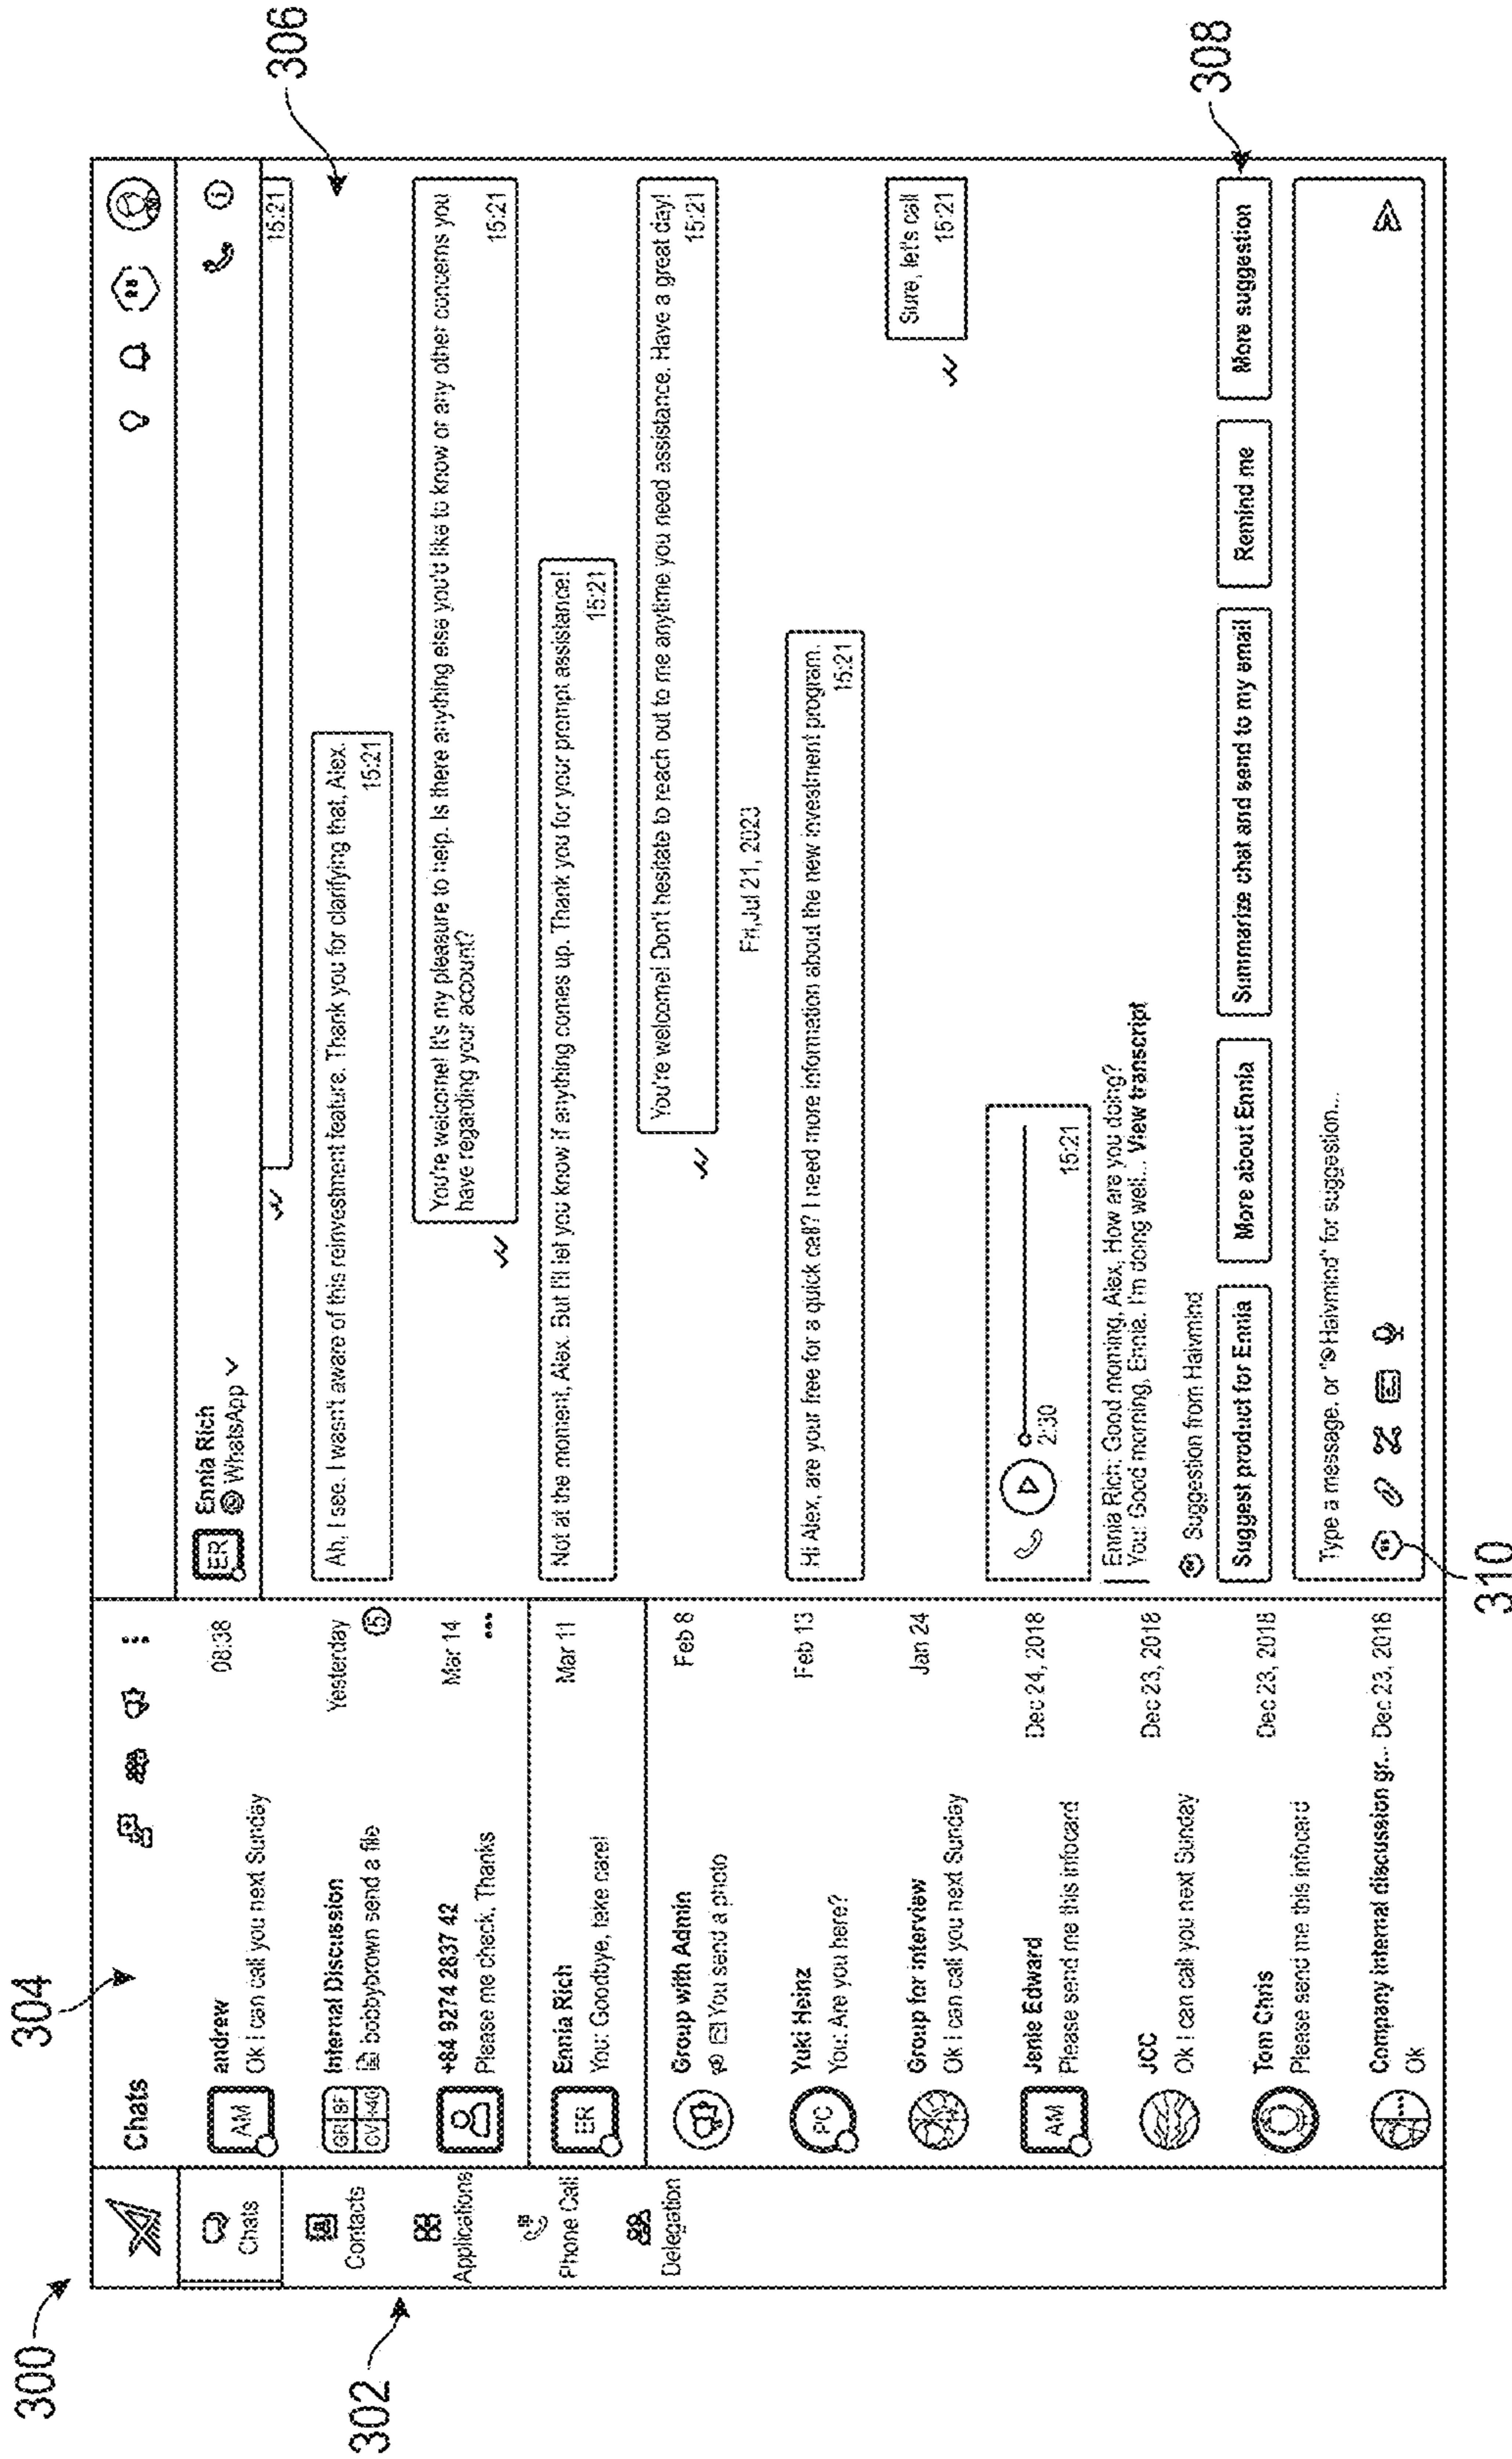 300
302
304
306
308
310
Chats
Contacts
Applications
Phone Call
Delegation
Chats
andrew
08:38
AM
Ok I can call you next Sunday
Internal Discussion
Yesterday
GR
BF
CV
+40
bobbybrown send a file
5
+84 9274 2837 42
Mar 14
Please me check, Thanks
Ennia Rich
Mar 11
ER
You: Goodbye, take care!
Group with Admin
Feb 8
You send a photo
Yuki Heinz
Feb 13
PC
You: Are you here?
Group for interview
Jan 24
Ok I can call you next Sunday
Jenie Edward
Dec 24, 2018
AM
Please send me this infocard
JCC
Dec 23, 2018
Ok I can call you next Sunday
Tom Chris
Dec 23, 2018
Please send me this infocard
Company internal discussion gr... Dec 23, 2018
Ok
ER
Ennia Rich
WhatsApp
15:21
Ah, I see. I wasn't aware of this reinvestment feature. Thank you for clarifying that, Alex.
15:21
You're welcome! It's my pleasure to help. Is there anything else you'd like to know or any other concerns you
have regarding your account?
15:21
Not at the moment, Alex. But I'll let you know if anything comes up. Thank you for your prompt assistance!
15:21
You're welcome! Don't hesitate to reach out to me anytime you need assistance. Have a great day!
15:21
Fri,Jul 21, 2023
Hi Alex, are your free for a quick call? I need more information about the new investment program.
15:21
Sure, let's call
15:21
2:30
15:21
Ennia Rich: Good morning, Alex, How are you doing?
You: Good morning, Ennia. I'm doing well... View transcript
Suggestion from Haivmind
Suggest product for Ennia
More about Ennia
Summarize chat and send to my email
Remind me
More suggestion
Type a message, or "@Haivmind" for suggestion...